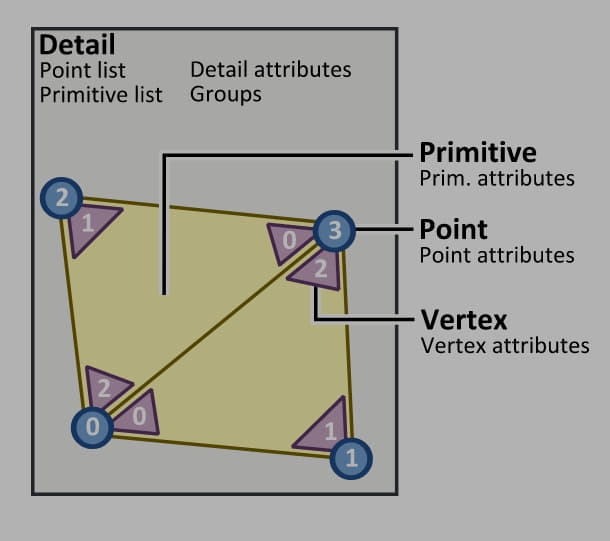 Detail
Point list Detail attributes
Primitive list Groups
Primitive
Prim. attributes
2
1
0
3
Point
Point attributes
2
Vertex
Vertex attributes
2
0
0
1
1